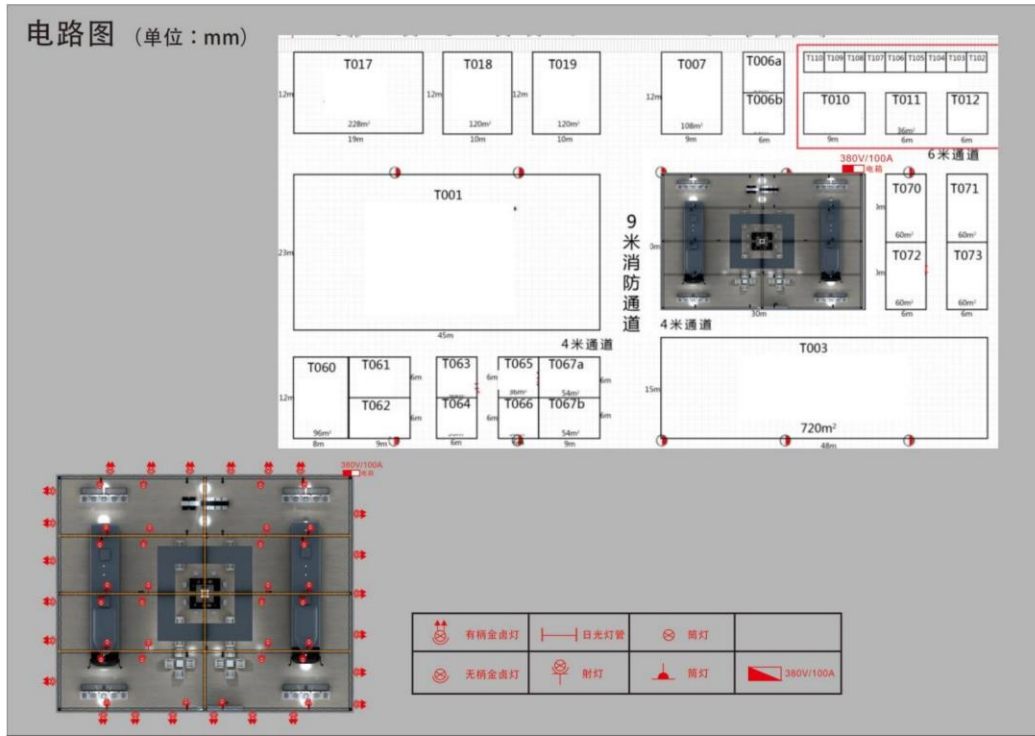 电路图 (单位：mm)
T017
T018
T019
T007
T006a
T006b
T110 T109 T108 T107 T106 T105 T104 T103 T102
T010
T011
T012
12m
12m
12m
12m
228m²
120m²
120m²
108m²
36m²
19m
10m
10m
9m
6m
9m
6m
6m
6米通道
380V/100A
电箱
T001
23m
45m
9米消防通道
30m
T070
T071
60m²
60m²
T072
T073
60m²
60m²
6m
6m
4米通道
4米通道
T060
T061
T062
T063
T064
T065
T066
T067a
T067b
12m
6m
6m
6m
6m
6m
6m
96m²
36m²
54m²
54m²
8m
9m
6m
6m
9m
T003
15m
720m²
48m
380V/100A
电箱
有柄金卤灯
日光灯管
筒灯
无柄金卤灯
射灯
筒灯
380V/100A